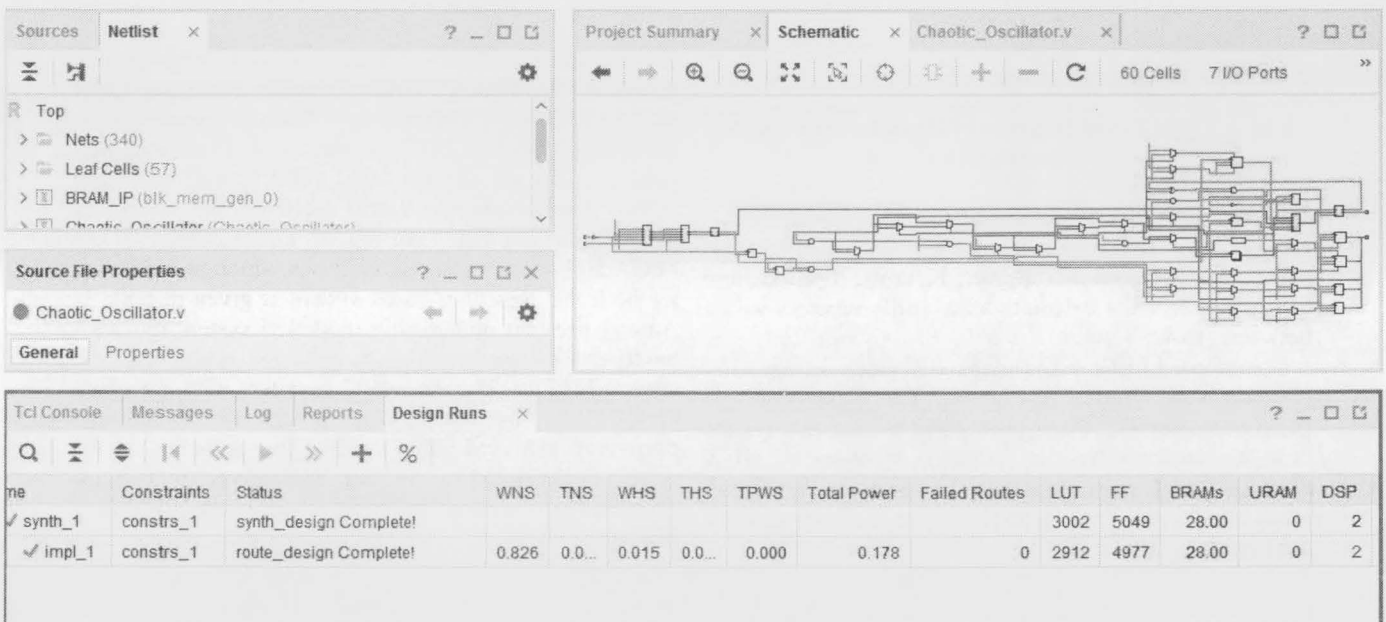 Sources Netlist ×
Top
Nets (340)
Leaf Cells (57)
BRAM_IP (blk_mem_gen_0)
Chaotic_Oscillator (Chaotic_Oscillator)
Source File Properties
Chaotic_Oscillator.v
General Properties
Project Summary × Schematic × Chaotic_Oscillator.v ×
60 Cells 7 I/O Ports
Tcl Console Messages Log Reports Design Runs ×
me Constraints Status WNS TNS WHS THS TPWS Total Power Failed Routes LUT FF BRAMs URAM DSP
synth_1 constrs_1 synth_design Complete! 3002 5049 28.00 0 2
impl_1 constrs_1 route_design Complete! 0.826 0.0... 0.015 0.0... 0.000 0.178 0 2912 4977 28.00 0 2